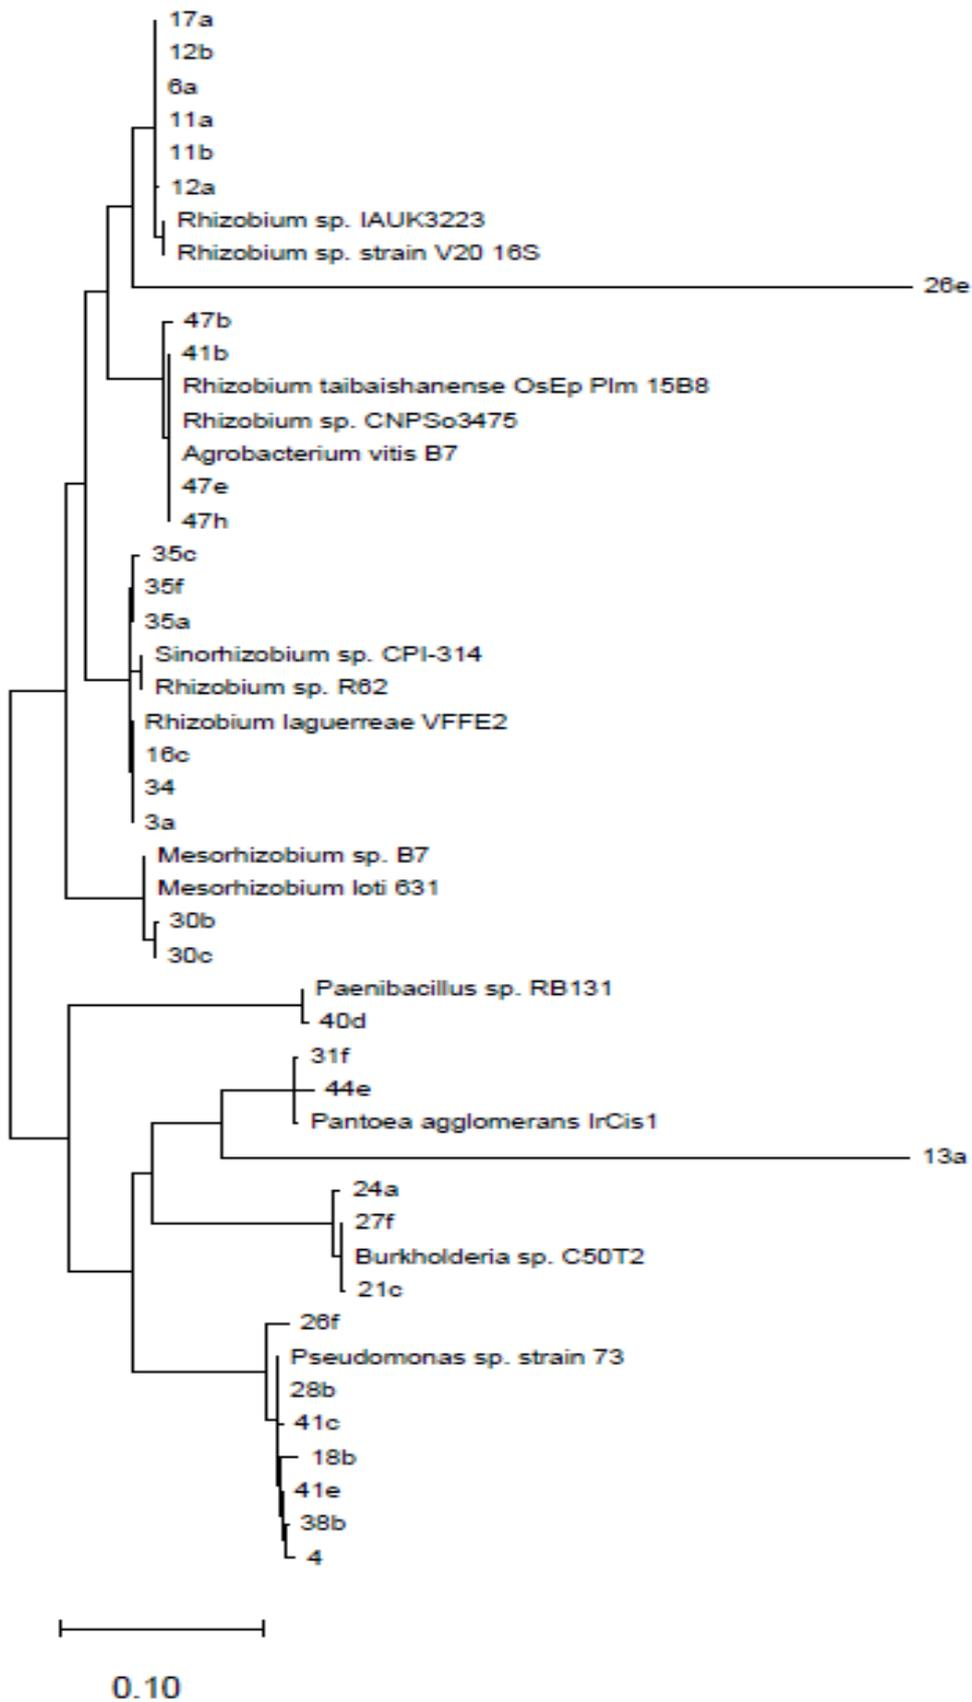 17a
12b
6a
11a
11b
12a
Rhizobium sp. IAUK3223
Rhizobium sp. strain V20 16S
26e
47b
41b
Rhizobium taibaishanense OsEp Plm 15B8
Rhizobium sp. CNPSo3475
Agrobacterium vitis B7
47e
47h
35c
35f
35a
Sinorhizobium sp. CPI-314
Rhizobium sp. R62
Rhizobium laguerreae VFFE2
16c
34
3a
Mesorhizobium sp. B7
Mesorhizobium loti 631
30b
30c
Paenibacillus sp. RB131
40d
31f
44e
Pantoea agglomerans IrCis1
13a
24a
27f
Burkholderia sp. C50T2
21c
26f
Pseudomonas sp. strain 73
28b
41c
18b
41e
38b
4
0.10